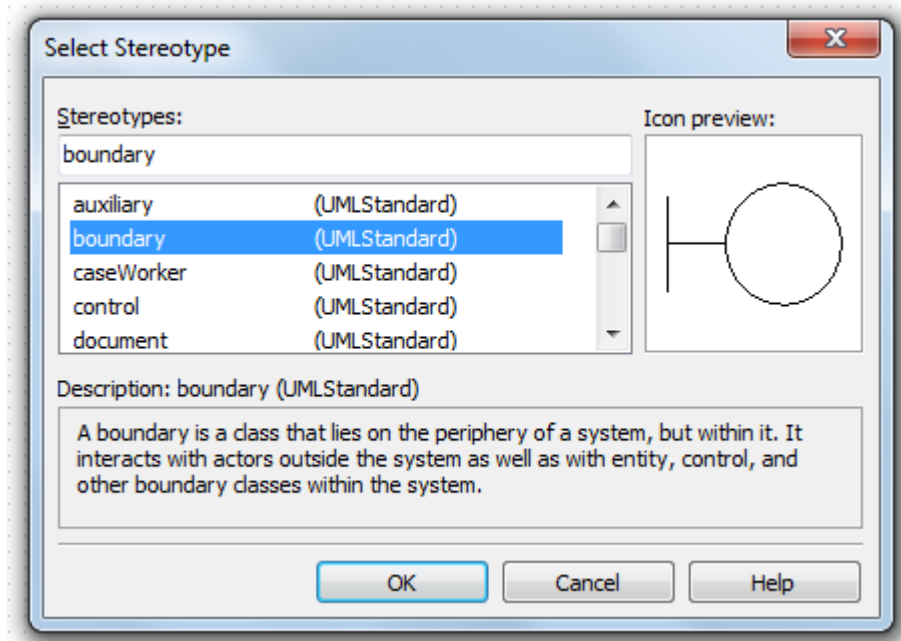 Select Stereotype
Stereotypes:
Icon preview:
boundary
auxiliary (UMLStandard)
boundary (UMLStandard)
caseWorker (UMLStandard)
control (UMLStandard)
document (UMLStandard)
Description: boundary (UMLStandard)
A boundary is a class that lies on the periphery of a system, but within it. It
interacts with actors outside the system as well as with entity, control, and
other boundary classes within the system.
OK Cancel Help